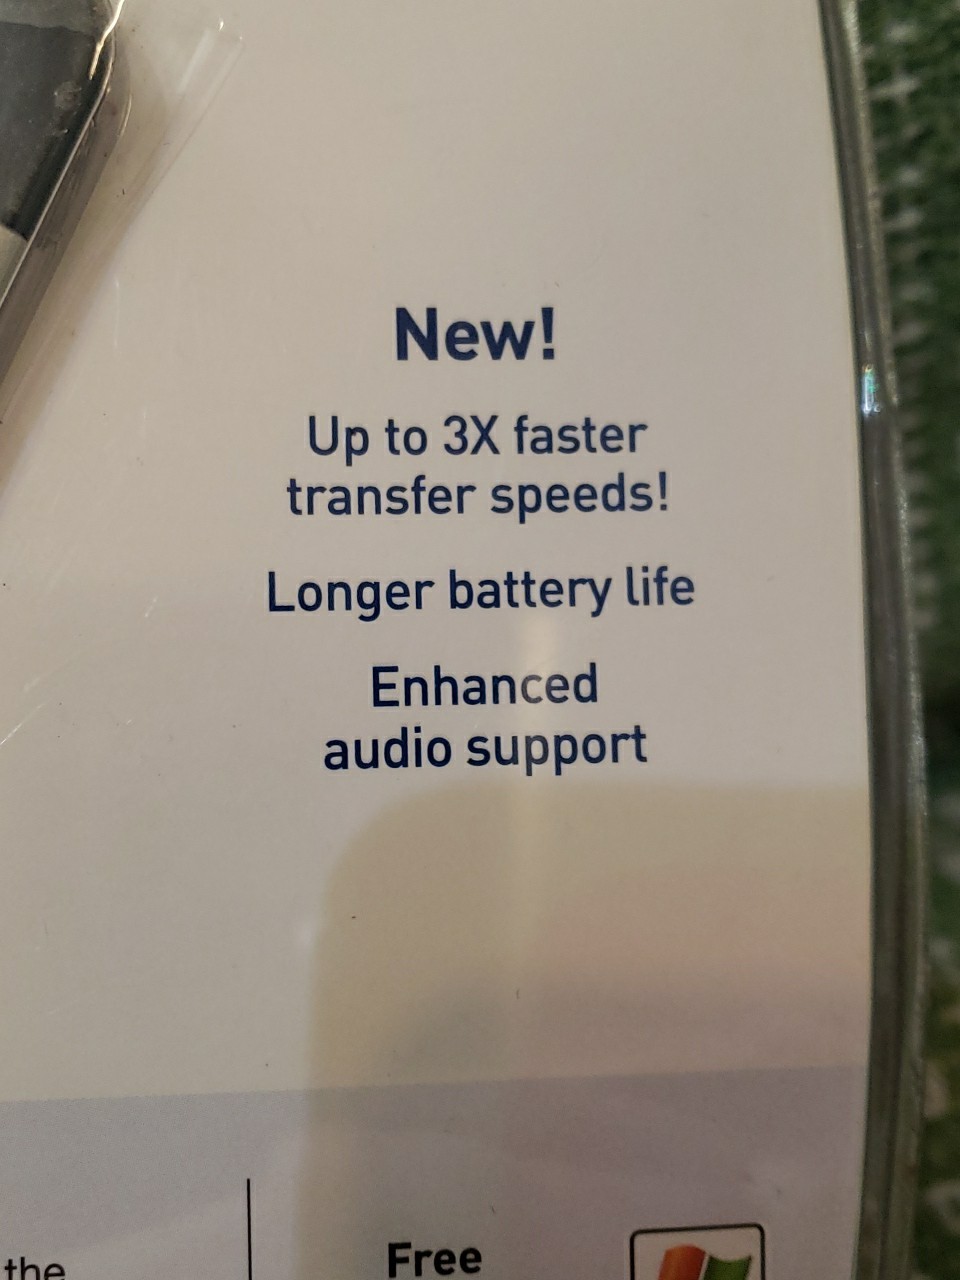 New!
Up to 3X faster
transfer speeds!
Longer battery life
Enhanced
audio support
the
Free